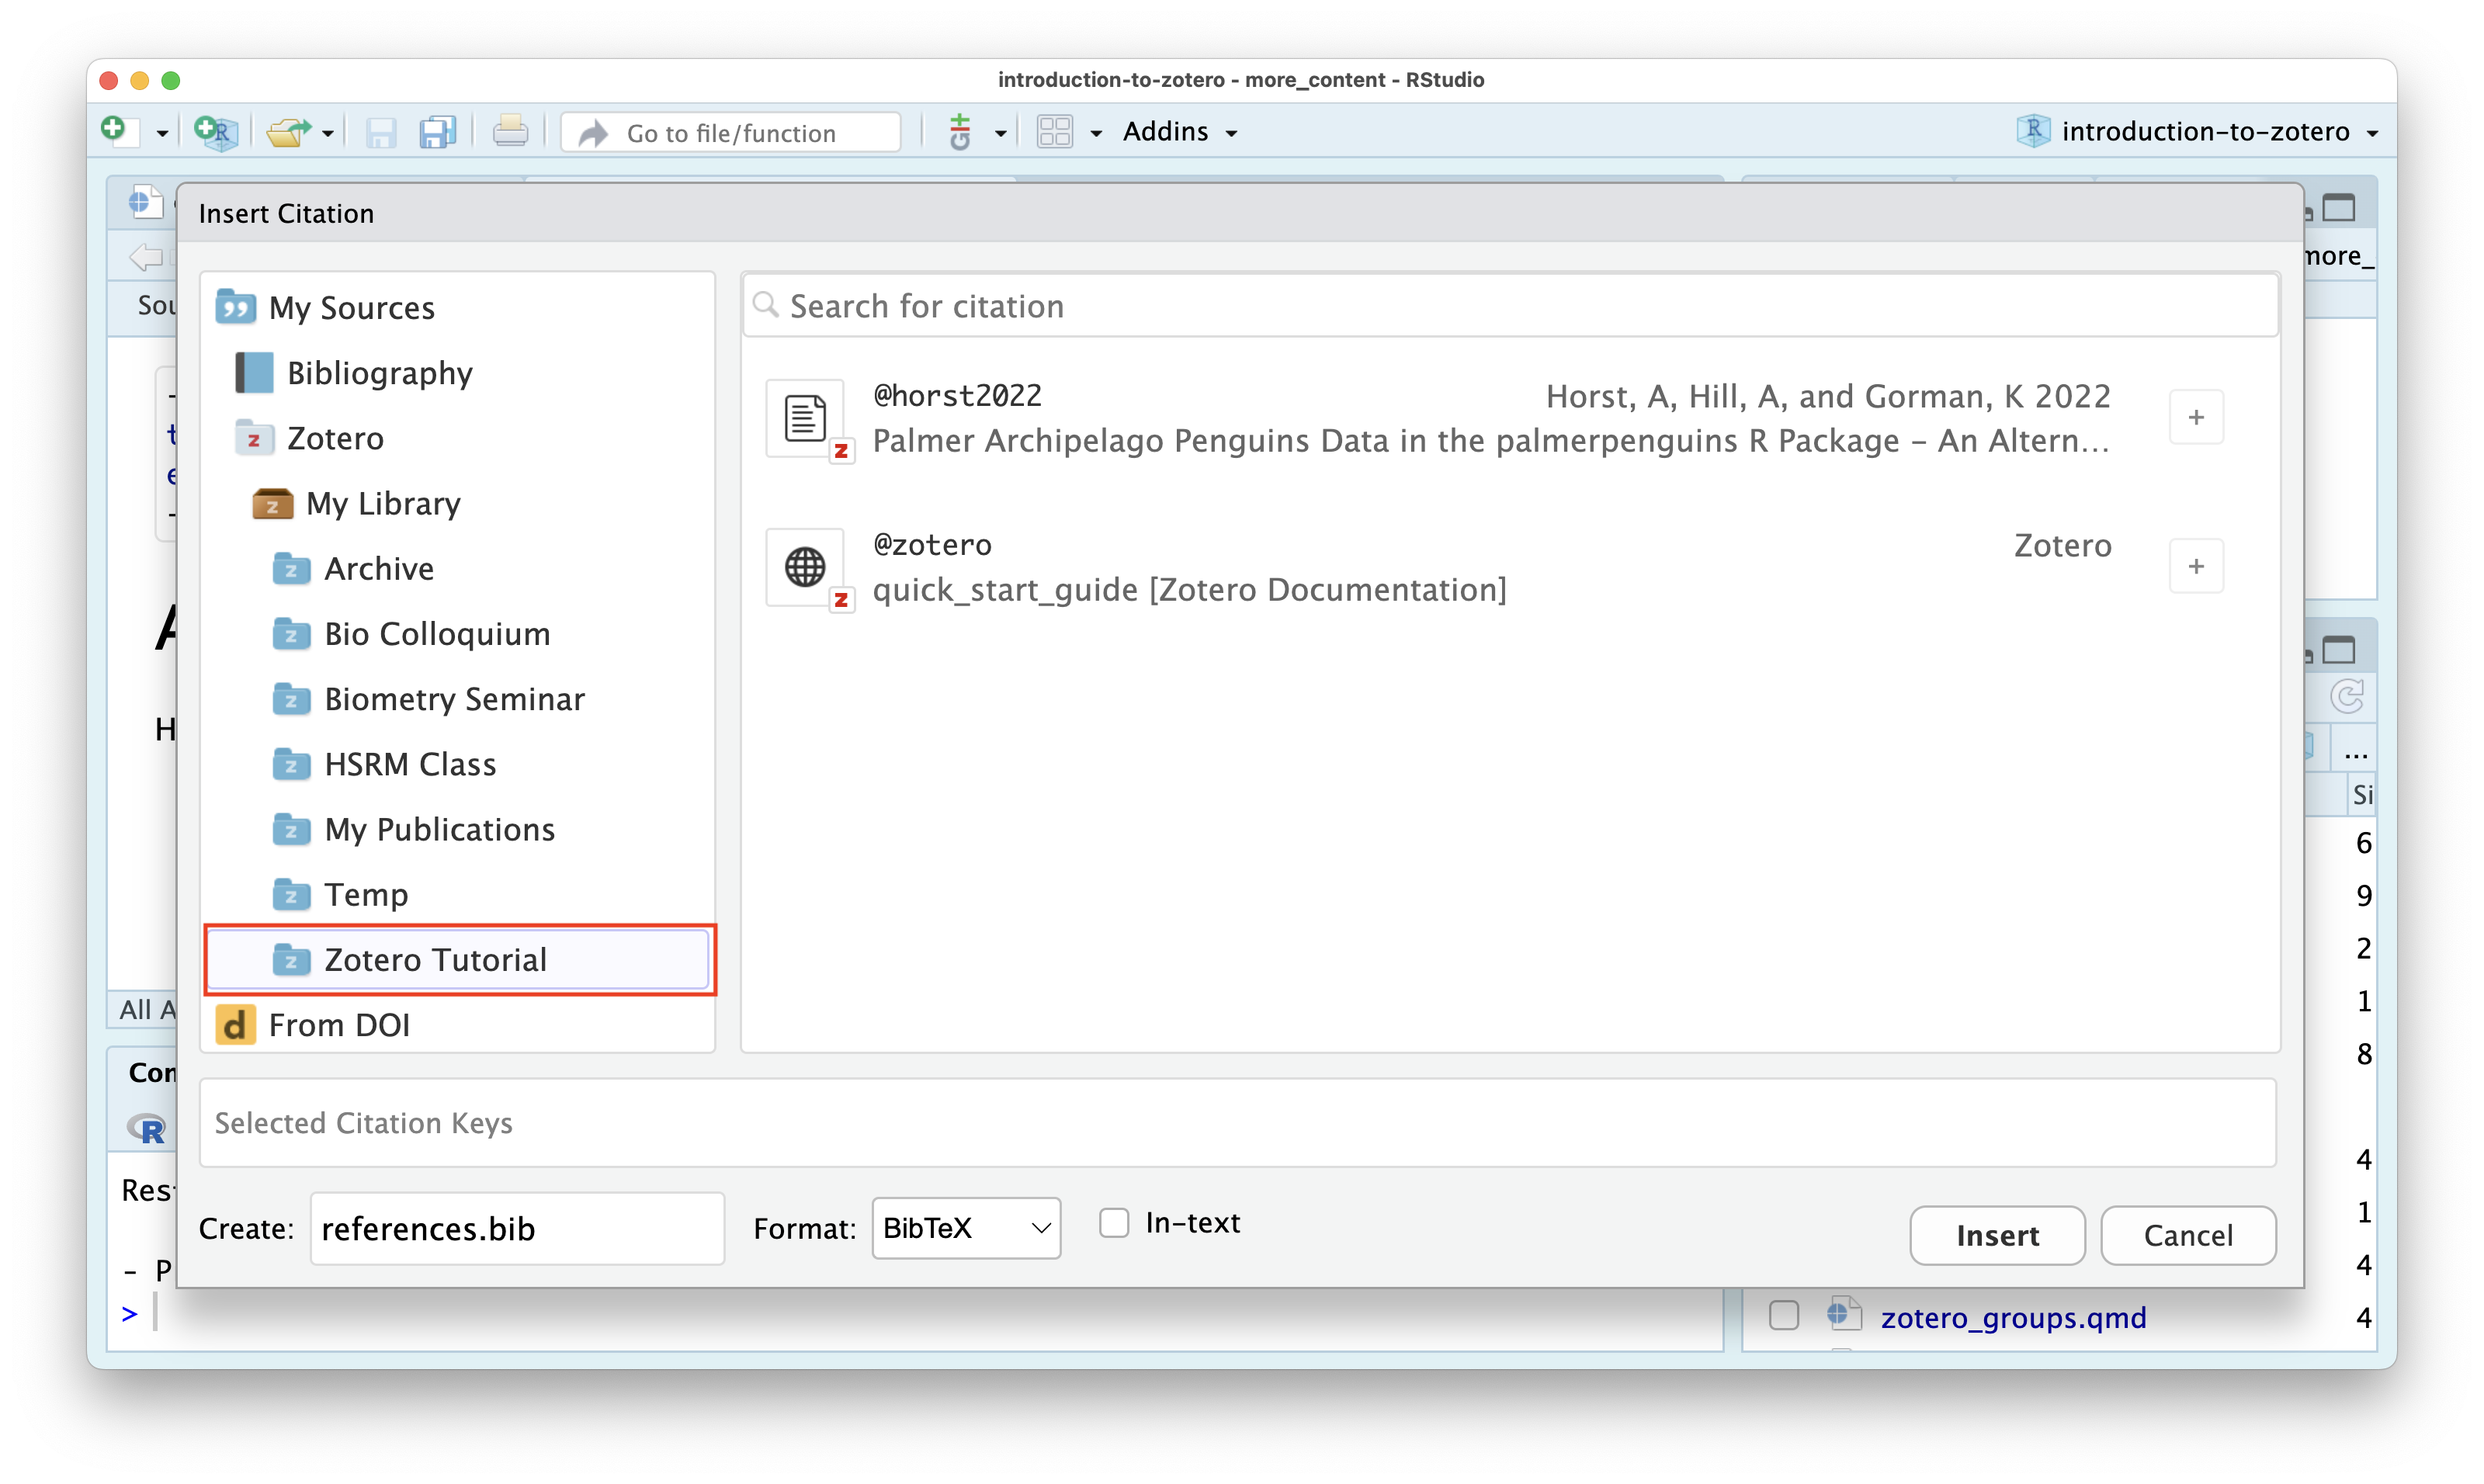 introduction-to-zotero - more_content - RStudio
Go to file/function
Addins
introduction-to-zotero
Insert Citation
My Sources
Bibliography
Zotero
My Library
Archive
Bio Colloquium
Biometry Seminar
HSRM Class
My Publications
Temp
Zotero Tutorial
From DOI
Search for citation
@horst2022
Horst, A, Hill, A, and Gorman, K 2022
Palmer Archipelago Penguins Data in the palmerpenguins R Package - An Altern...
@zotero
Zotero
quick_start_guide [Zotero Documentation]
Selected Citation Keys
Create: references.bib
Format: BibTeX
In-text
Insert
Cancel
more_
...
Si
6
9
2
1
8
4
1
4
zotero_groups.qmd
4
Sou
H
All A
Con
Res
- P
>